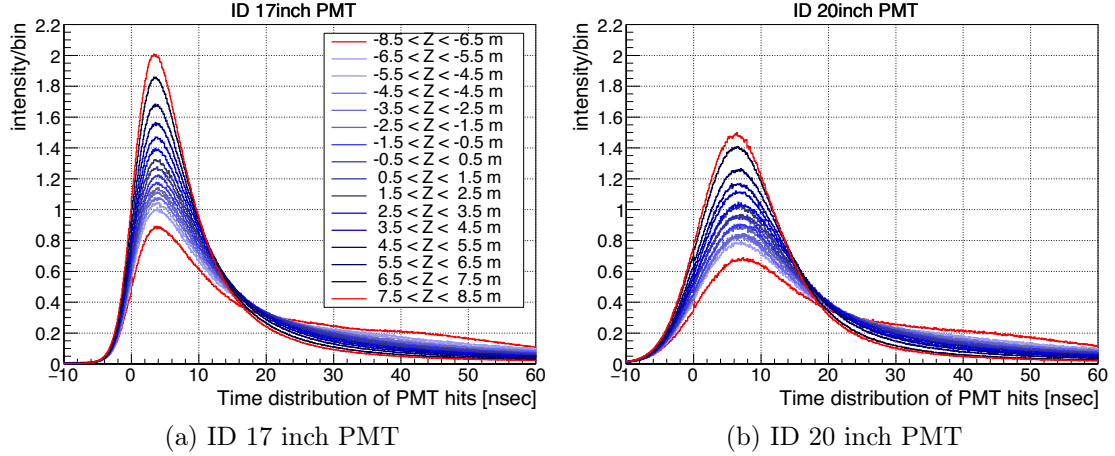 ID 17inch PMT
intensity/bin
2.2
2
1.8
1.6
1.4
1.2
1
0.8
0.6
0.4
0.2
0
-8.5 < Z < -6.5 m
-6.5 < Z < -5.5 m
-5.5 < Z < -4.5 m
-4.5 < Z < -4.5 m
-3.5 < Z < -2.5 m
-2.5 < Z < -1.5 m
-1.5 < Z < -0.5 m
-0.5 < Z < 0.5 m
0.5 < Z < 1.5 m
1.5 < Z < 2.5 m
2.5 < Z < 3.5 m
3.5 < Z < 4.5 m
4.5 < Z < 5.5 m
5.5 < Z < 6.5 m
6.5 < Z < 7.5 m
7.5 < Z < 8.5 m
−10 0 10 20 30 40 50 60
Time distribution of PMT hits [nsec]
(a) ID 17 inch PMT
ID 20inch PMT
intensity/bin
2.2
2
1.8
1.6
1.4
1.2
1
0.8
0.6
0.4
0.2
0
−10 0 10 20 30 40 50 60
Time distribution of PMT hits [nsec]
(b) ID 20 inch PMT